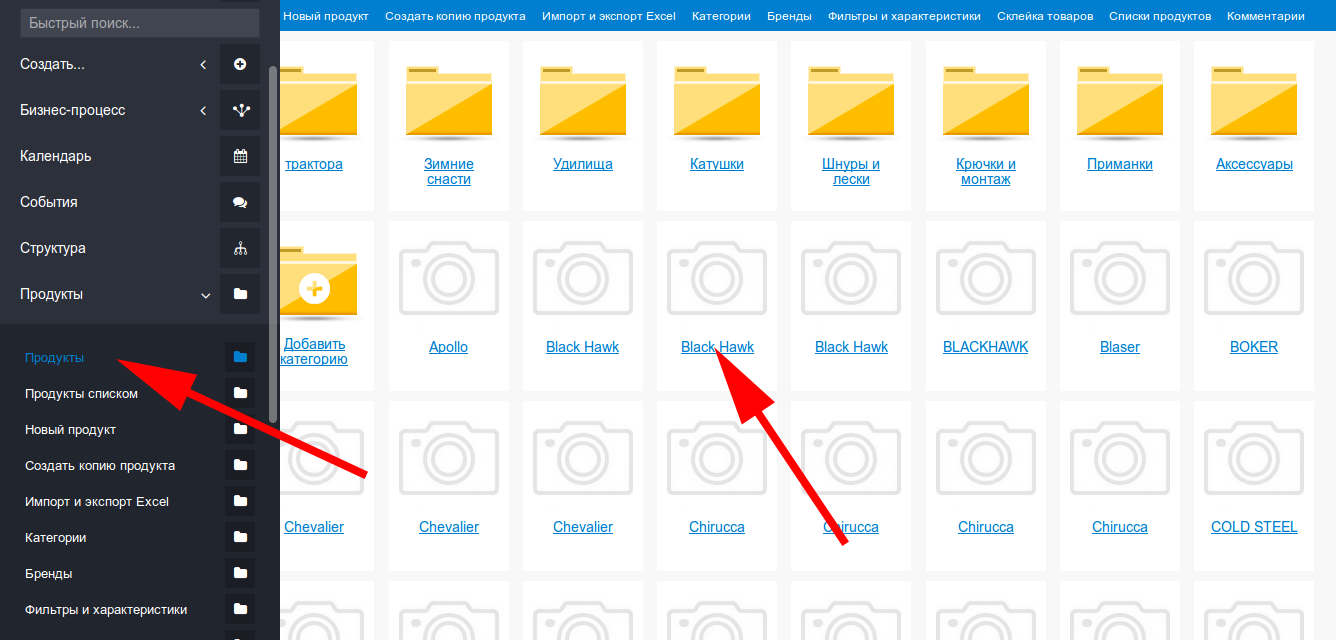 Быстрый поиск...
Создать...
Бизнес-процесс
Календарь
События
Структура
Продукты
Продукты
Продукты списком
Новый продукт
Создать копию продукта
Импорт и экспорт Excel
Категории
Бренды
Фильтры и характеристики
Новый продукт Создать копию продукта Импорт и экспорт Excel Категории Бренды Фильтры и характеристики Склейка товаров Списки продуктов Комментарии
трактора
Зимние
снасти
Удилища
Катушки
Шнуры и
лески
Крючки и
монтаж
Приманки
Аксессуары
Добавить
категорию
Apollo
Black Hawk
Black Hawk
Black Hawk
BLACKHAWK
Blaser
BOKER
Chevalier
Chevalier
Chevalier
Chirucca
Chirucca
Chirucca
Chirucca
COLD STEEL